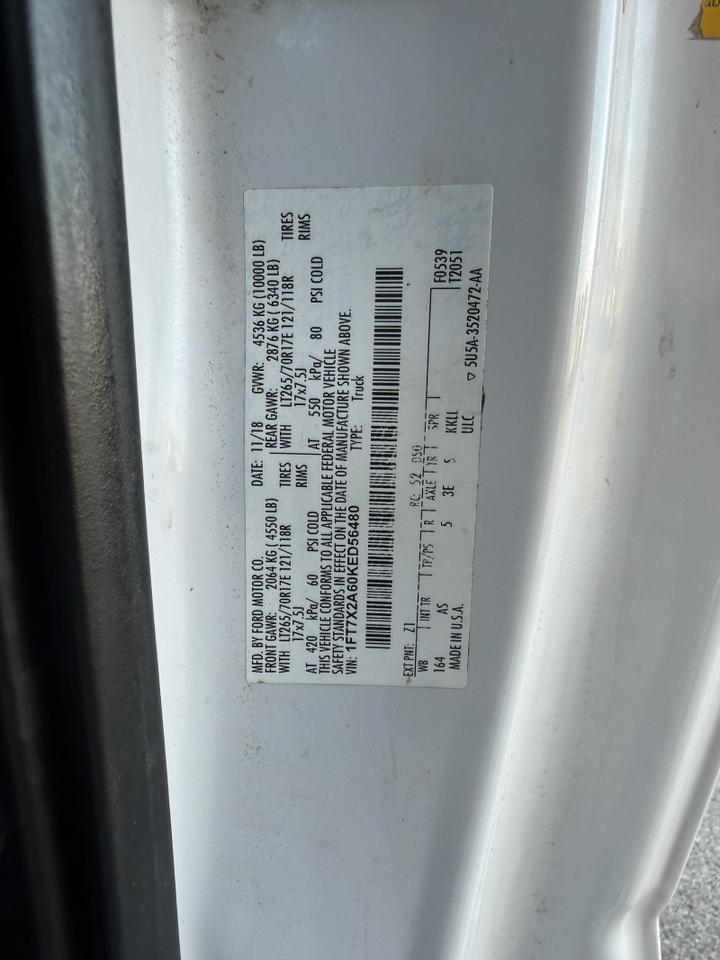 MFD. BY FORD MOTOR CO.
DATE: 11/18 GVWR: 4536 KG (10000 LB)
FRONT GAWR: 2064 KG ( 4550 LB) REAR GAWR: 2876 KG ( 6340 LB)
WITH LT265/70R17E 121/118R TIRES WITH LT265/70R17E 121/118R TIRES
17x7.5J RIMS 17x7.5J RIMS
AT 420 kPa/ 60 PSI COLD AT 550 kPa/ 80 PSI COLD
THIS VEHICLE CONFORMS TO ALL APPLICABLE FEDERAL MOTOR VEHICLE
SAFETY STANDARDS IN EFFECT ON THE DATE OF MANUFACTURE SHOWN ABOVE.
VIN: 1FT7X2A60KED56480 TYPE: Truck
EXT PNT: Z1 RC: 52 DSO:
WB INT TR TP/PS R AXLE TR SPR F0539
164 AS 5 3E S KKLL T2051
MADE IN U.S.A. ULC
▽ 5U5A-3520472-AA